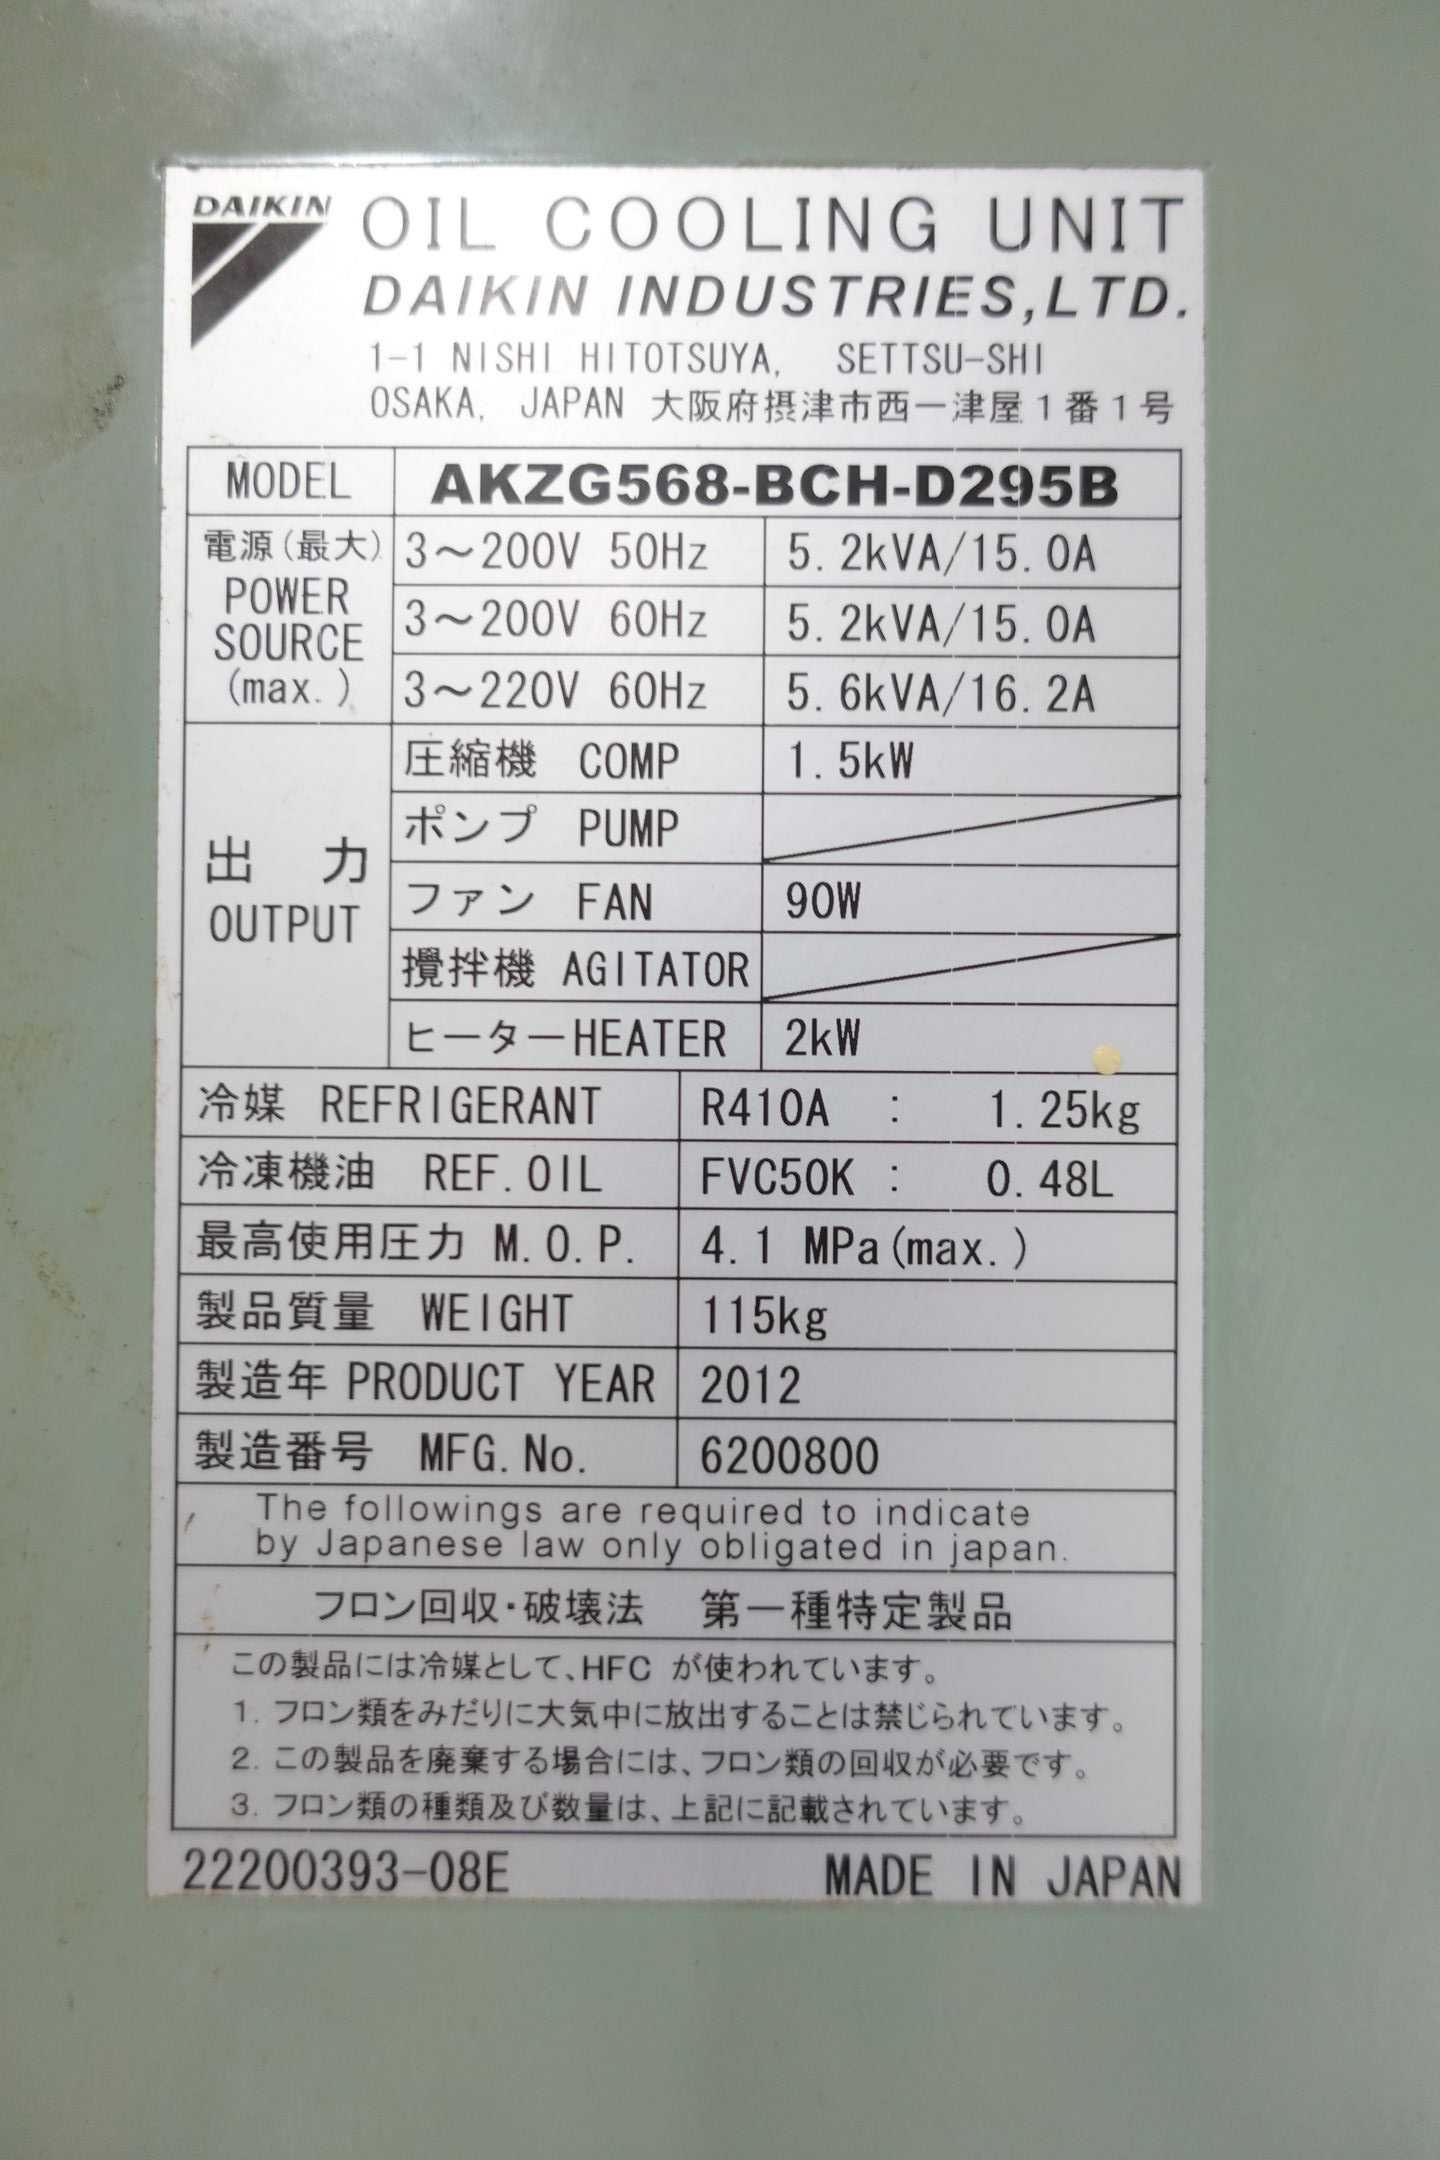 DAIKIN
OIL COOLING UNIT
DAIKIN INDUSTRIES,LTD.
1-1 NISHI HITOTSUYA, SETTSU-SHI
OSAKA, JAPAN 大阪府摂津市西一津屋1番1号
MODEL AKZG568-BCH-D295B
電源(最大) POWER SOURCE (max.)
3～200V 50Hz 5.2kVA/15.0A
3～200V 60Hz 5.2kVA/15.0A
3～220V 60Hz 5.6kVA/16.2A
出力 OUTPUT
圧縮機 COMP 1.5kW
ポンプ PUMP
ファン FAN 90W
攪拌機 AGITATOR
ヒーターHEATER 2kW
冷媒 REFRIGERANT R410A : 1.25kg
冷凍機油 REF.OIL FVC50K : 0.48L
最高使用圧力 M.O.P. 4.1 MPa(max.)
製品質量 WEIGHT 115kg
製造年 PRODUCT YEAR 2012
製造番号 MFG.No. 6200800
The followings are required to indicate
by Japanese law only obligated in japan.
フロン回収・破壊法 第一種特定製品
この製品には冷媒として、HFC が使われています。
1. フロン類をみだりに大気中に放出することは禁じられています。
2. この製品を廃棄する場合には、フロン類の回収が必要です。
3. フロン類の種類及び数量は、上記に記載されています。
22200393-08E MADE IN JAPAN